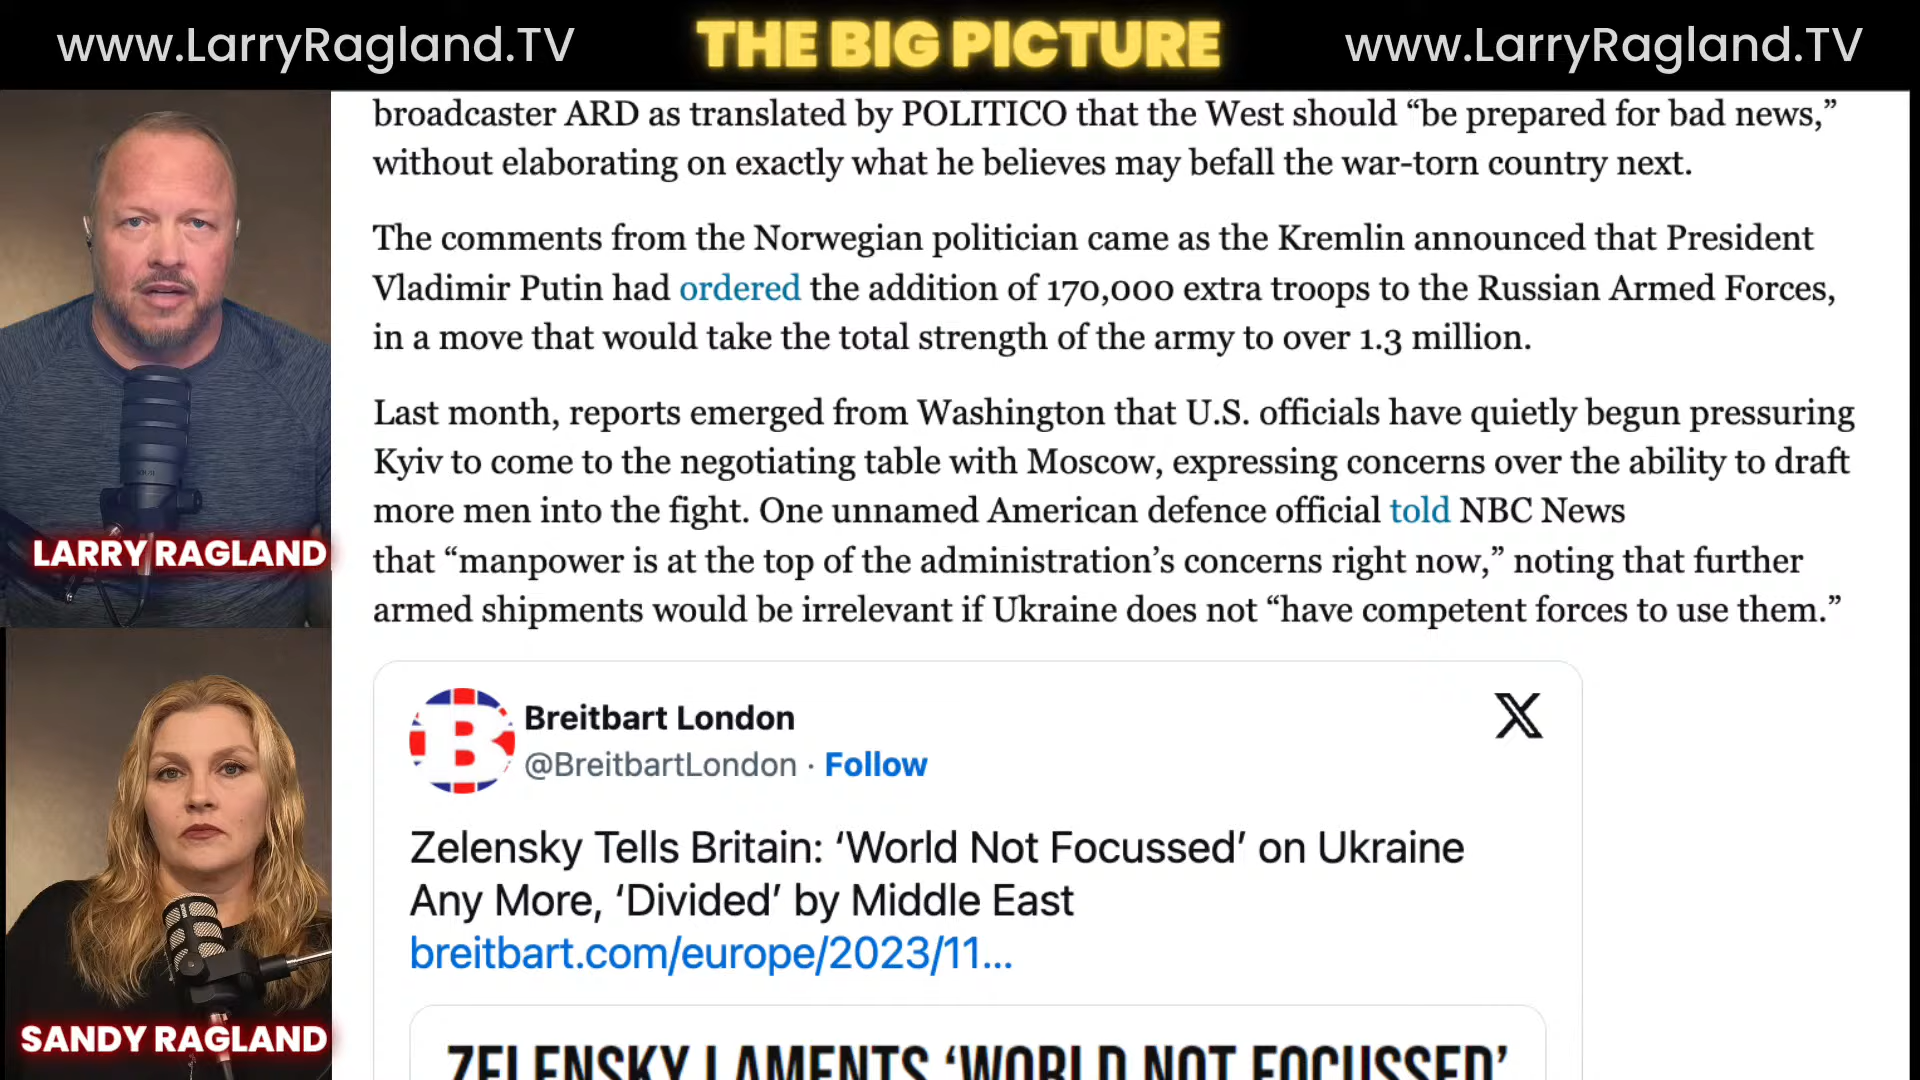 www.LarryRagland.TV
THE BIG PICTURE
www.LarryRagland.TV
broadcaster ARD as translated by POLITICO that the West should “be prepared for bad news,”
without elaborating on exactly what he believes may befall the war-torn country next.
The comments from the Norwegian politician came as the Kremlin announced that President
Vladimir Putin had ordered the addition of 170,000 extra troops to the Russian Armed Forces,
in a move that would take the total strength of the army to over 1.3 million.
Last month, reports emerged from Washington that U.S. officials have quietly begun pressuring
Kyiv to come to the negotiating table with Moscow, expressing concerns over the ability to draft
more men into the fight. One unnamed American defence official told NBC News
that “manpower is at the top of the administration’s concerns right now,” noting that further
armed shipments would be irrelevant if Ukraine does not “have competent forces to use them.”
LARRY RAGLAND
B
Breitbart London
X
@BreitbartLondon · Follow
Zelensky Tells Britain: ‘World Not Focussed’ on Ukraine
Any More, ‘Divided’ by Middle East
breitbart.com/europe/2023/11...
SANDY RAGLAND
ZELENSKY LAMENTS ‘WORLD NOT FOCUSSED’